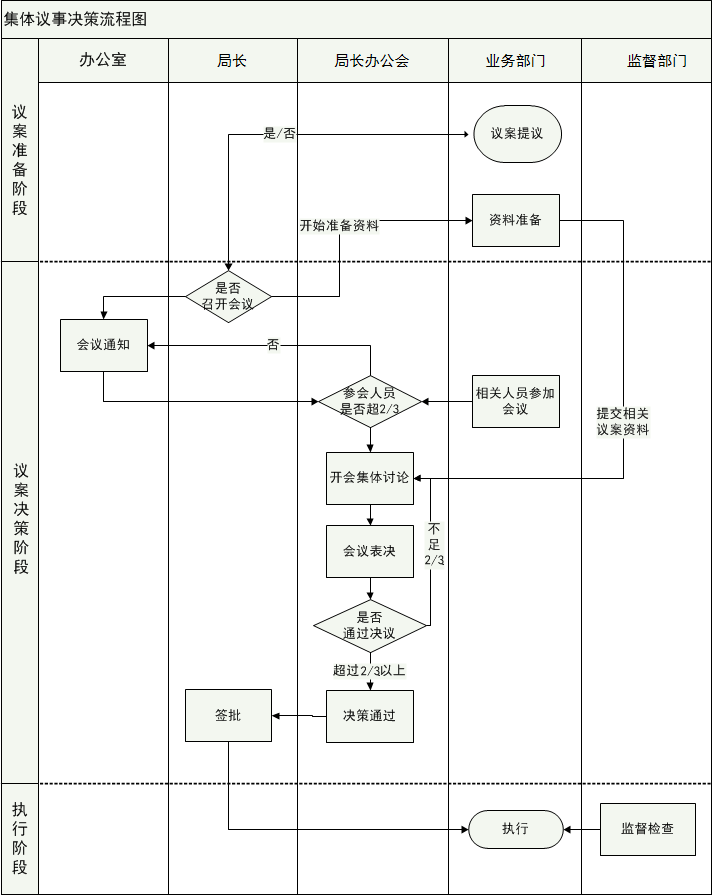 集体议事决策流程图
办公室
局长
局长办公会
业务部门
监督部门
议案准备阶段
是/否
议案提议
开始准备资料
资料准备
议案决策阶段
是否
召开会议
会议通知
否
参会人员
是否超2/3
相关人员参加
会议
提交相关
议案资料
开会集体讨论
不足
2/3
会议表决
是否
通过决议
超过2/3以上
签批
决策通过
执行阶段
执行
监督检查